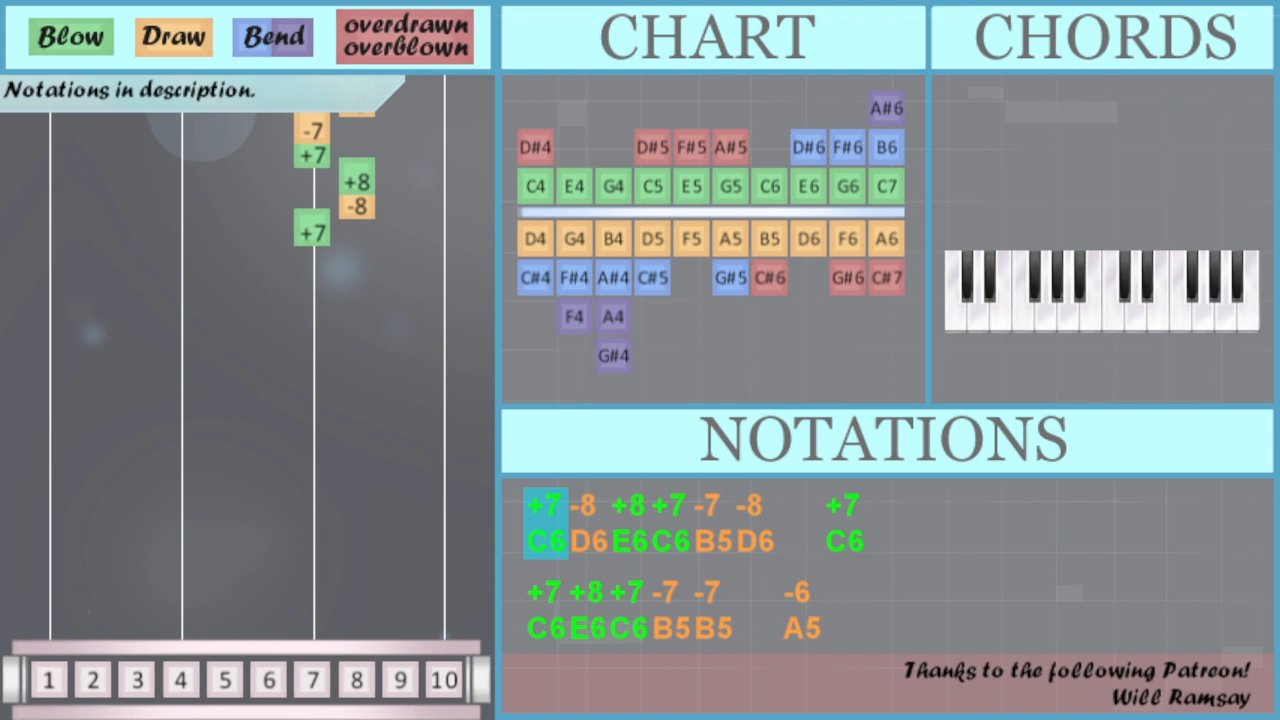 Blow
Draw
Bend
overdrawn
overblown
CHART
CHORDS
Notations in description.
-7
+7
+8
-8
+7
A#6
D#4 D#5 F#5 A#5 D#6 F#6 B6
C4 E4 G4 C5 E5 G5 C6 E6 G6 C7
D4 G4 B4 D5 F5 A5 B5 D6 F6 A6
C#4 F#4 A#4 C#5 G#5 C#6 G#6 C#7
F4 A4
G#4
NOTATIONS
+7 -8 +8 +7 -7 -8 +7
C6 D6 E6 C6 B5 D6 C6
+7 +8 +7 -7 -7 -6
C6 E6 C6 B5 B5 A5
1 2 3 4 5 6 7 8 9 10
Thanks to the following Patreon!
Will Ramsay